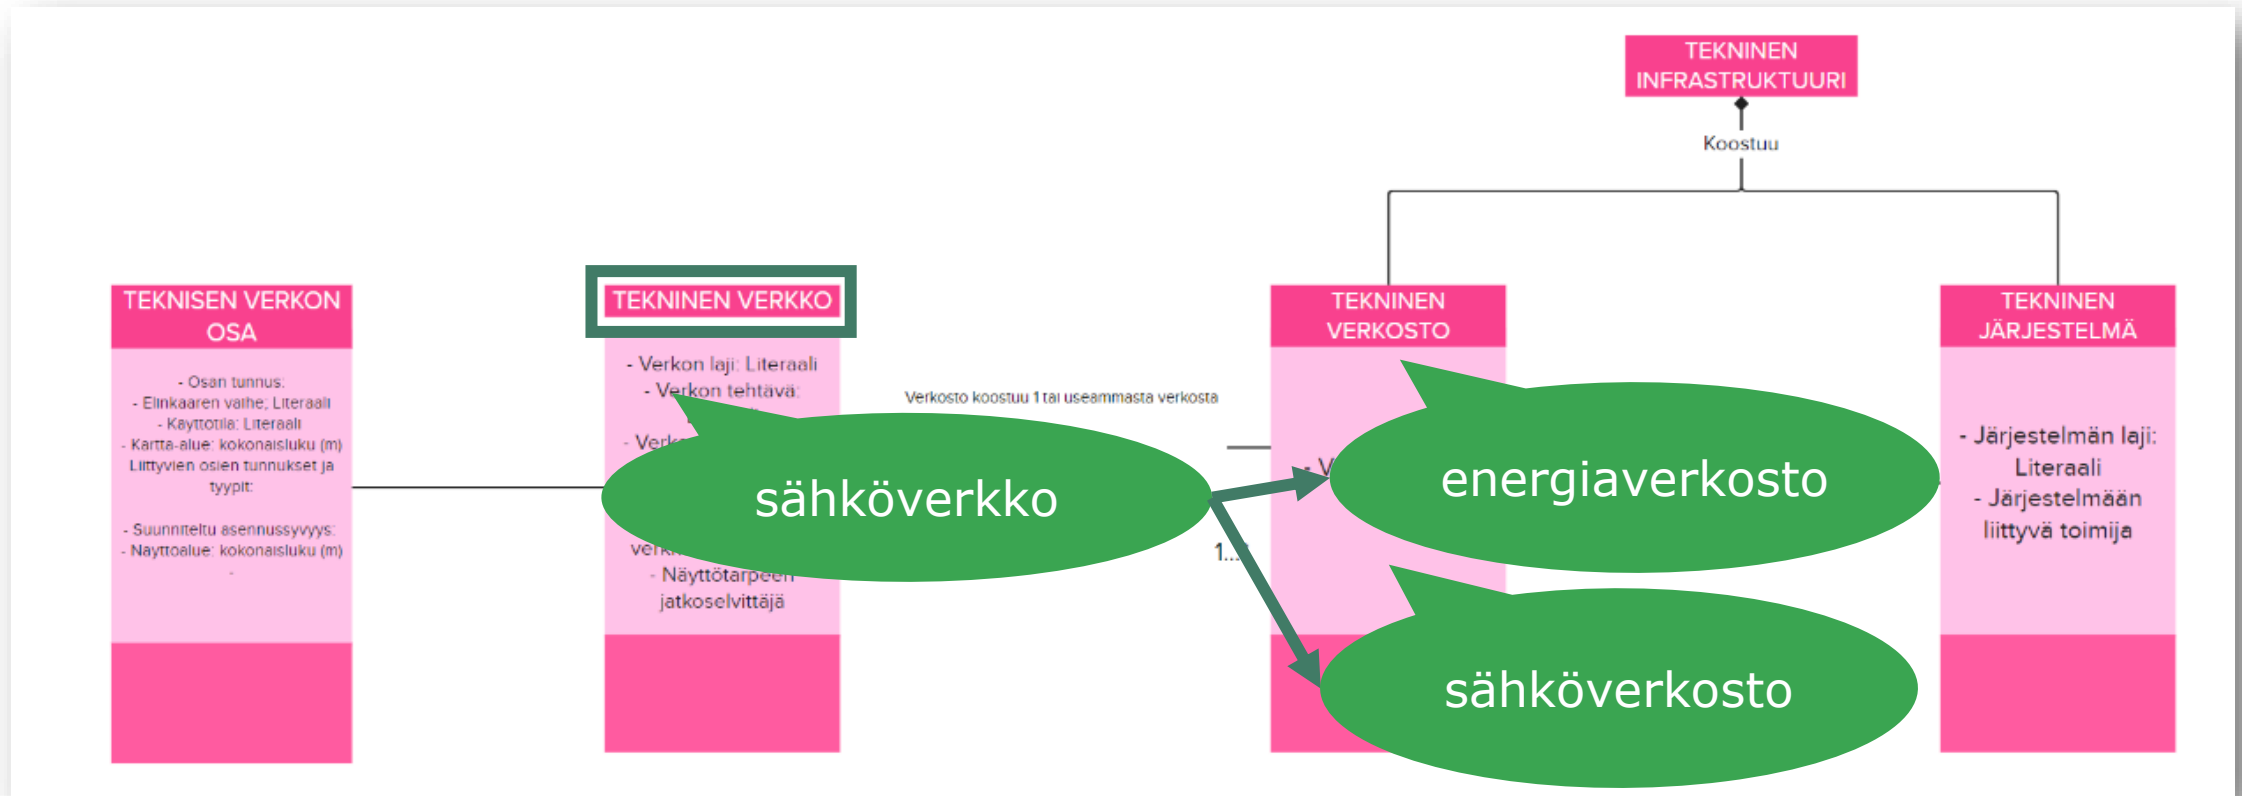 TEKNINEN
INFRASTRUKTUURI
Koostuu
TEKNISEN VERKON
OSA
- Osan tunnus:
- Elinkaaren vaihe; Literaali
- Käyttötila: Literaali
- Kartta-alue: kokonaisluku (m)
Liittyvien osien tunnukset ja
tyypit:
- Suunniteltu asennussyvyys:
- Näyttöalue: kokonaisluku (m)
-
TEKNINEN VERKKO
- Verkon laji: Literaali
- Verkon tehtävä:
- Näyttötarpeen
jatkoselvittäjä
sähköverkko
Verkosto koostuu 1 tai useammasta verkosta
TEKNINEN
VERKOSTO
energiaverkosto
sähköverkosto
TEKNINEN
JÄRJESTELMÄ
- Järjestelmän laji:
Literaali
- Järjestelmään
liittyvä toimija